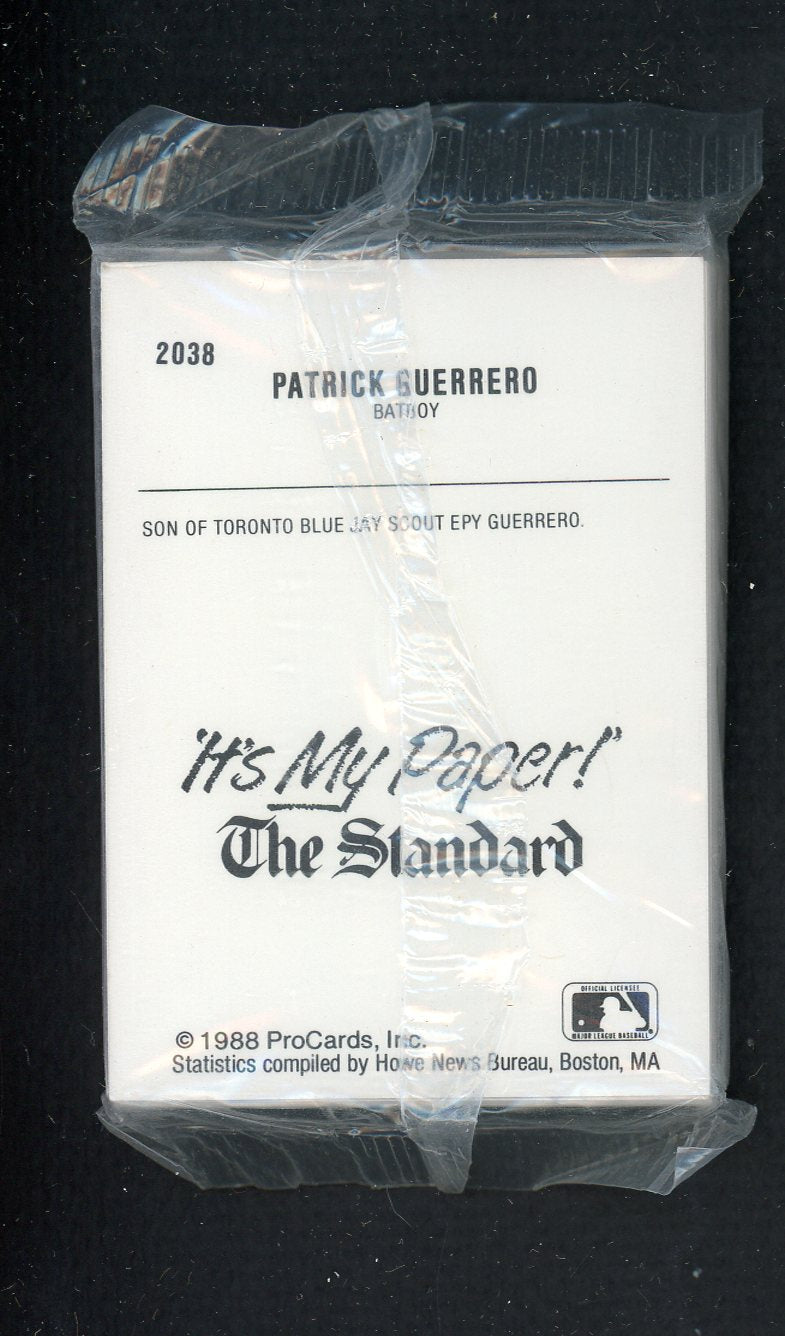 2038
PATRICK GUERRERO
BATBOY
SON OF TORONTO BLUE JAY SCOUT EPY GUERRERO.
"It's My Paper!"
The Standard
OFFICIAL LICENSEE
MAJOR LEAGUE BASEBALL
© 1988 ProCards, Inc.
Statistics compiled by Howe News Bureau, Boston, MA